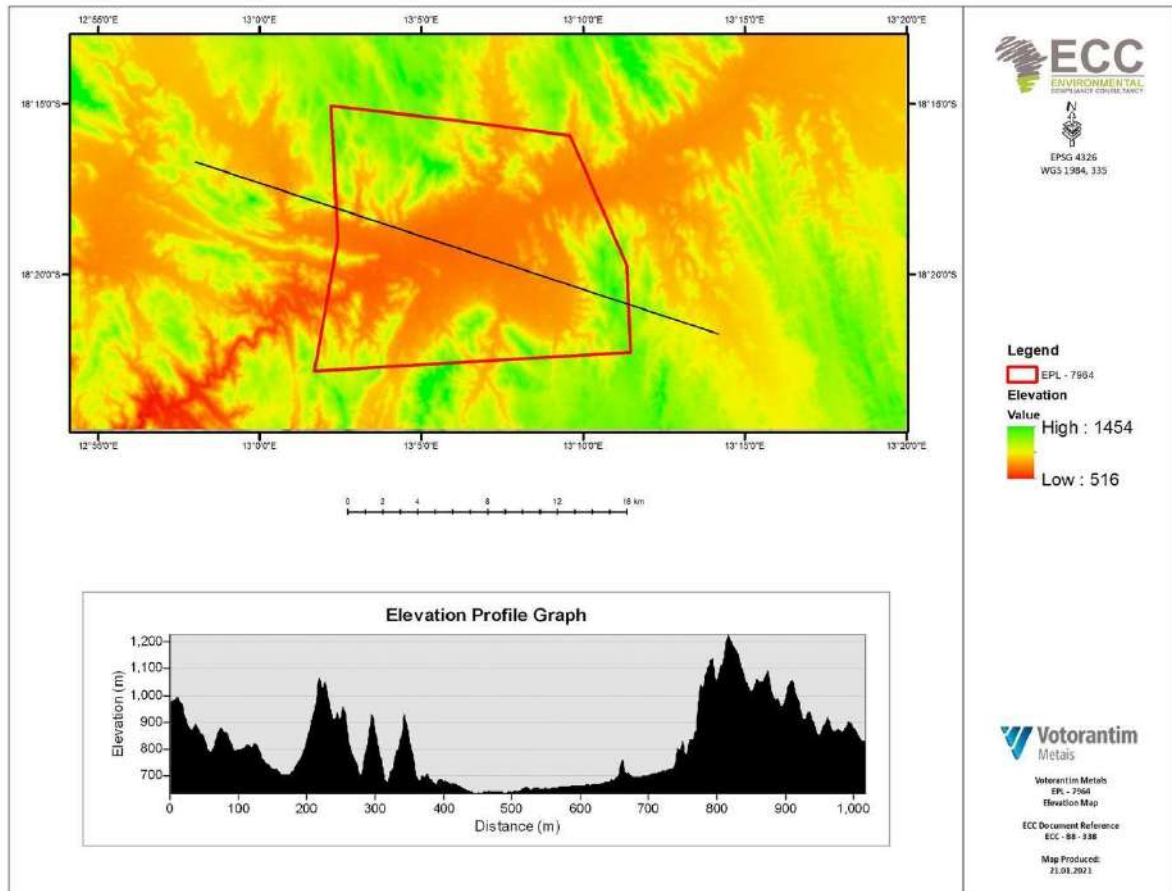 12°55'0"E 13°0'0"E 13°5'0"E 13°10'0"E 13°15'0"E 13°20'0"E
18°15'0"S 18°15'0"S
18°20'0"S 18°20'0"S
12°55'0"E 13°0'0"E 13°5'0"E 13°10'0"E 13°15'0"E 13°20'0"E
0 2 4 8 12 16 km
Elevation Profile Graph
Elevation (m)
1,200
1,100
1,000
900
800
700
0 100 200 300 400 500 600 700 800 900 1,000
Distance (m)
ECC
ENVIRONMENTAL
COMPLIANCE CONSULTANCY
N
EPSG 4326
WGS 1984, 335
Legend
EPL - 7964
Elevation
Value
High : 1454
Low : 516
Votorantim
Metais
Votorantim Metals
EPL - 7964
Elevation Map
ECC Document Reference
ECC - 88 - 338
Map Produced:
21.01.2021